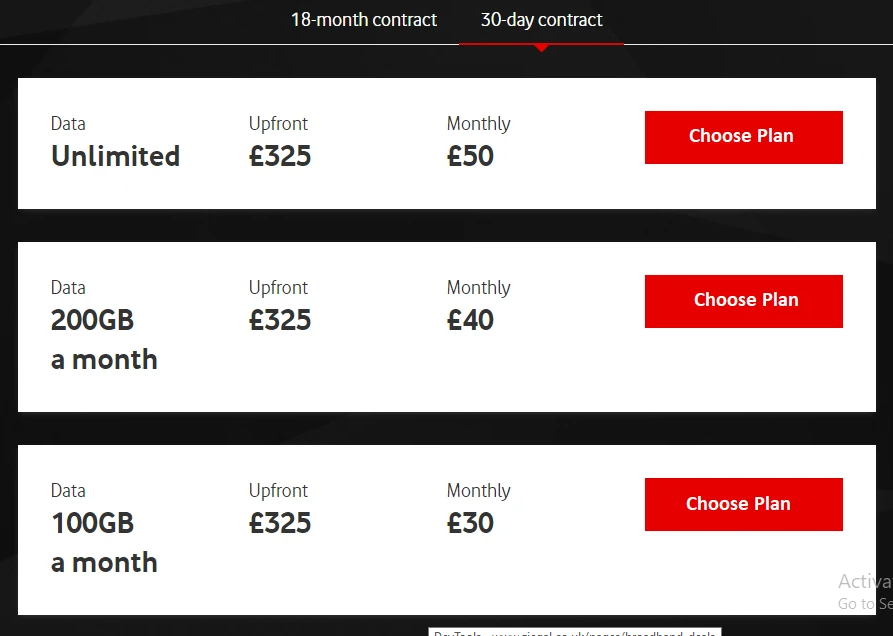 18-month contract 30-day contract
Data Upfront Monthly
Unlimited £325 £50 Choose Plan
Data Upfront Monthly
200GB £325 £40 Choose Plan
a month
Data Upfront Monthly
100GB £325 £30 Choose Plan
a month
Activa
Go to Se